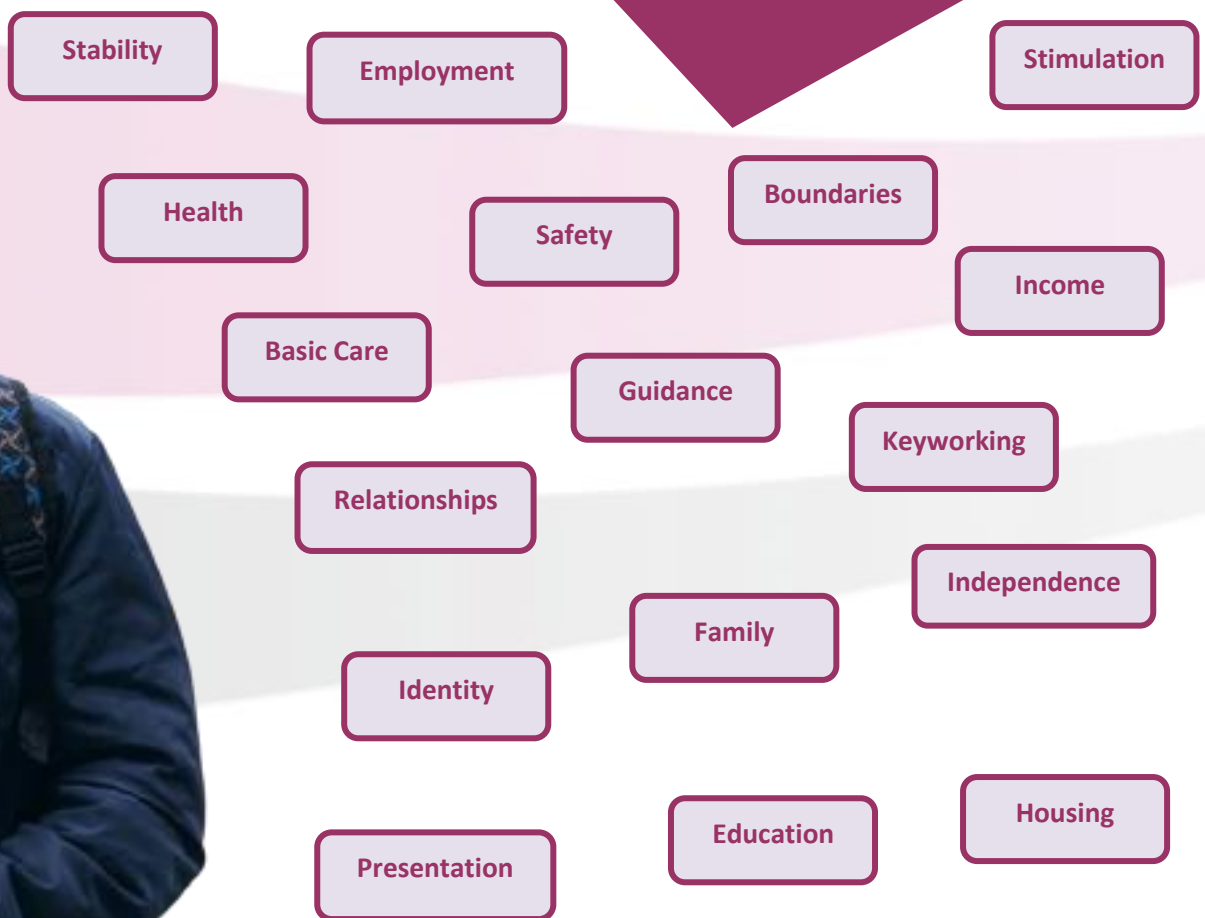 Stability
Employment
Stimulation
Health
Safety
Boundaries
Income
Basic Care
Guidance
Keyworking
Relationships
Independence
Family
Identity
Housing
Education
Presentation